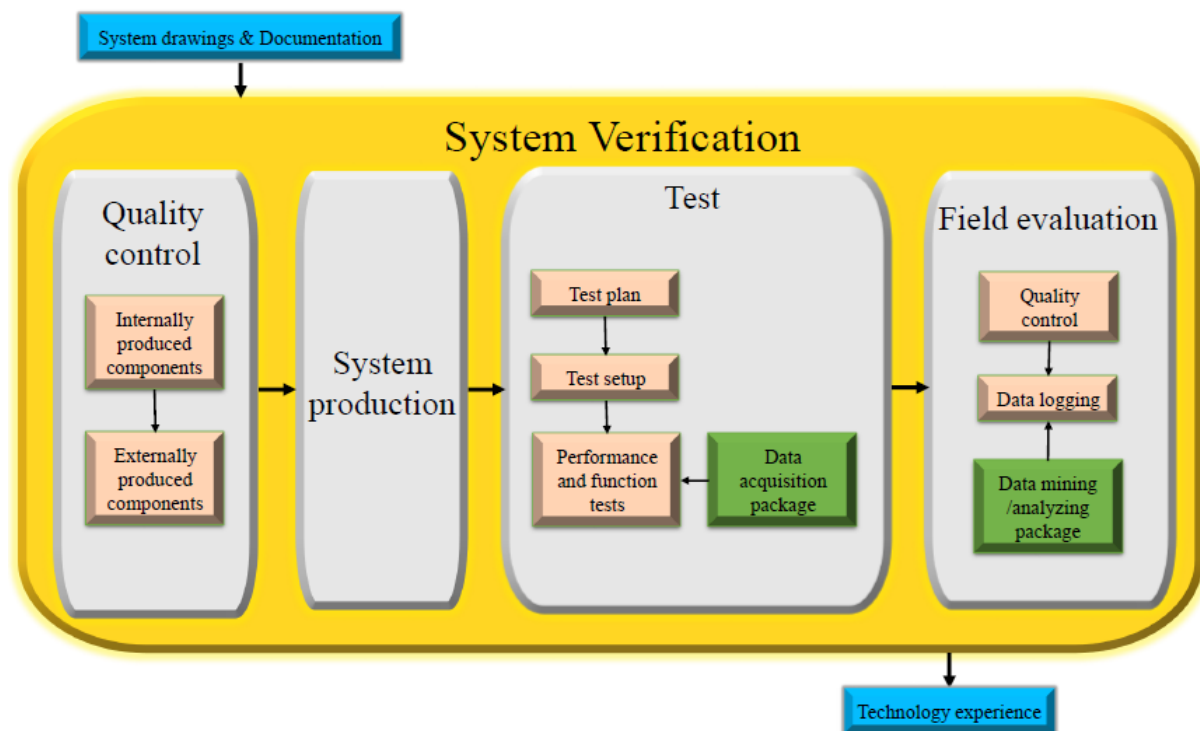 System drawings & Documentation
System Verification
Quality
control
Internally
produced
components
Externally
produced
components
System
production
Test
Test plan
Test setup
Performance
and function
tests
Data
acquisition
package
Field evaluation
Quality
control
Data logging
Data mining
/analyzing
package
Technology experience